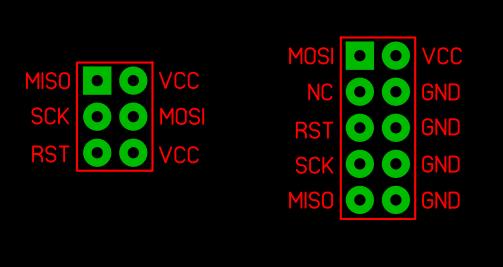 MISO VCC
SCK MOSI
RST VCC
MOSI VCC
NC GND
RST GND
SCK GND
MISO GND